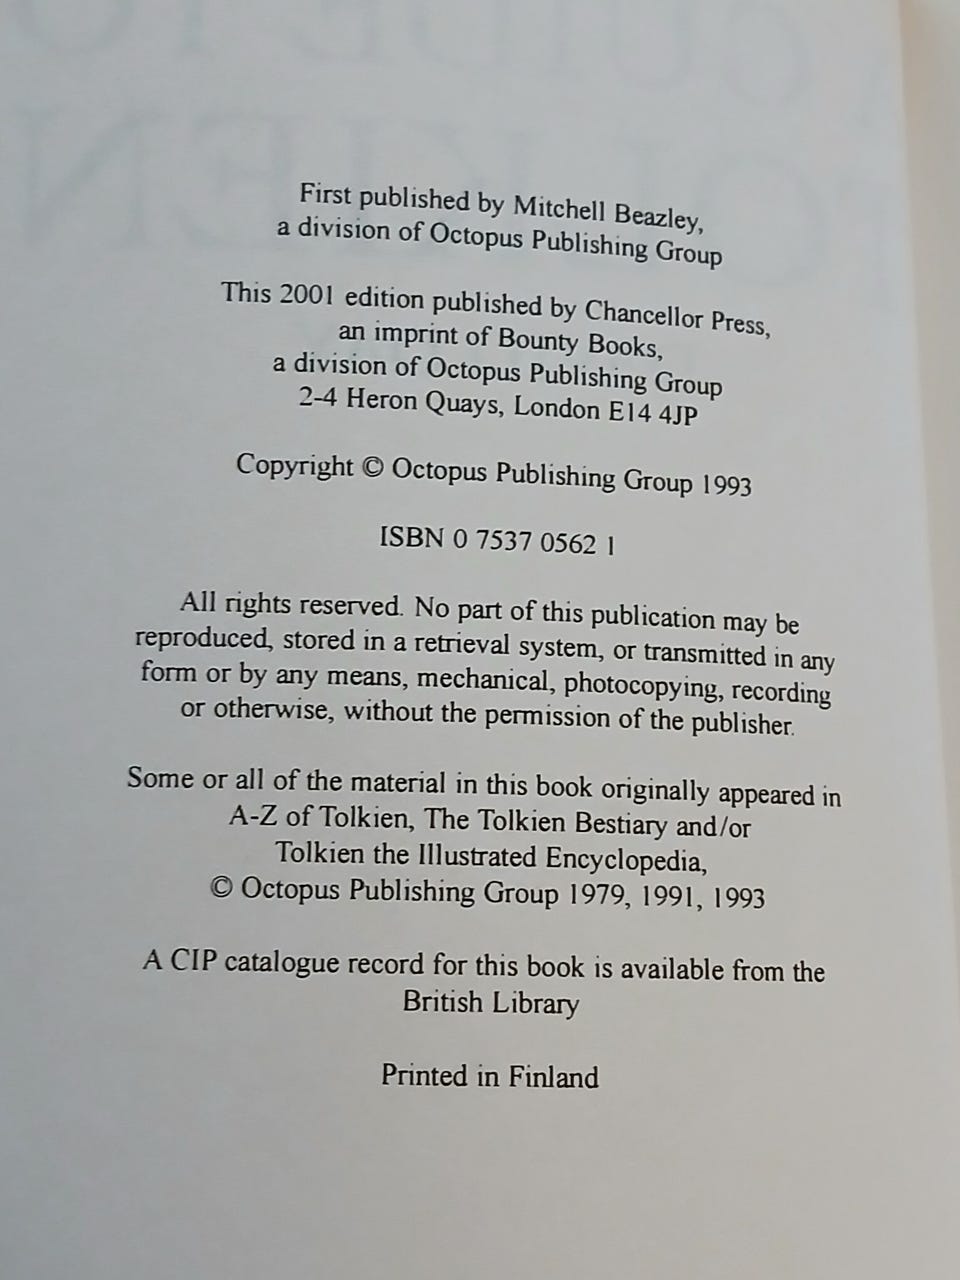 First published by Mitchell Beazley,
a division of Octopus Publishing Group
This 2001 edition published by Chancellor Press,
an imprint of Bounty Books,
a division of Octopus Publishing Group
2-4 Heron Quays, London E14 4JP
Copyright © Octopus Publishing Group 1993
ISBN 0 7537 0562 1
All rights reserved. No part of this publication may be
reproduced, stored in a retrieval system, or transmitted in any
form or by any means, mechanical, photocopying, recording
or otherwise, without the permission of the publisher.
Some or all of the material in this book originally appeared in
A-Z of Tolkien, The Tolkien Bestiary and/or
Tolkien the Illustrated Encyclopedia,
© Octopus Publishing Group 1979, 1991, 1993
A CIP catalogue record for this book is available from the
British Library
Printed in Finland